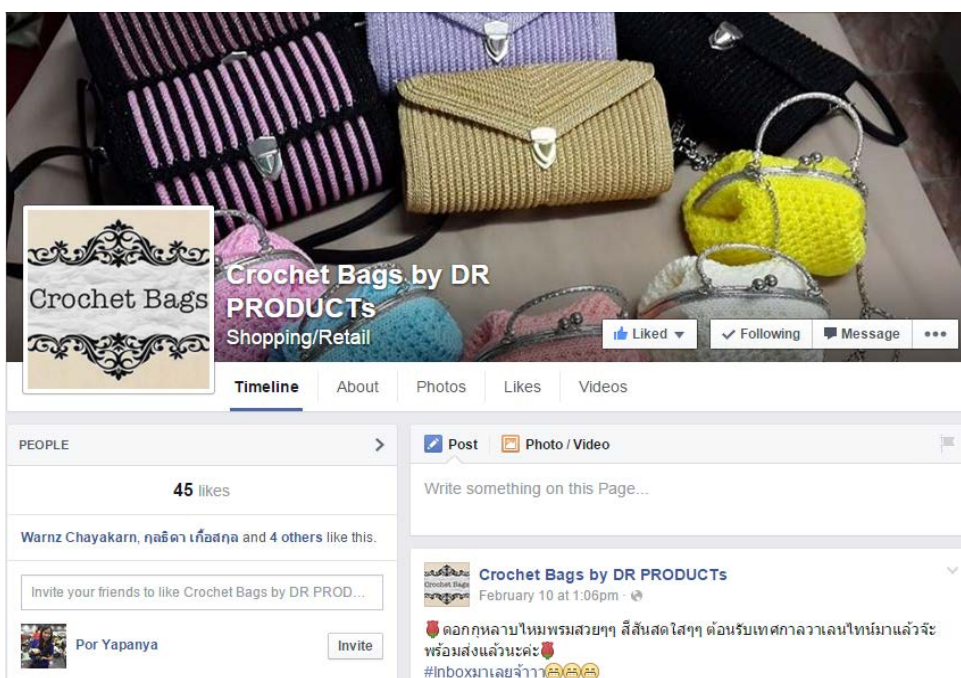 Crochet Bags
Crochet Bags by DR
PRODUCTs
Shopping/Retail
Liked
Following
Message
Timeline
About
Photos
Likes
Videos
PEOPLE
45 likes
Warnz Chayakarn, กุลธิดา เกื้อสกุล and 4 others like this.
Invite your friends to like Crochet Bags by DR PROD...
Por Yapanya
Invite
Post
Photo / Video
Write something on this Page...
Crochet Bags
Crochet Bags by DR PRODUCTs
February 10 at 1:06pm ·
🌹ดอกกุหลาบไหมพรมสวยๆๆ สีสันสดใสๆๆ ต้อนรับเทศกาลวาเลนไทน์มาแล้วจ๊ะ
พร้อมส่งแล้วนะค่ะ🌹
#Inboxมาเลยจ้าาา😁😁😁